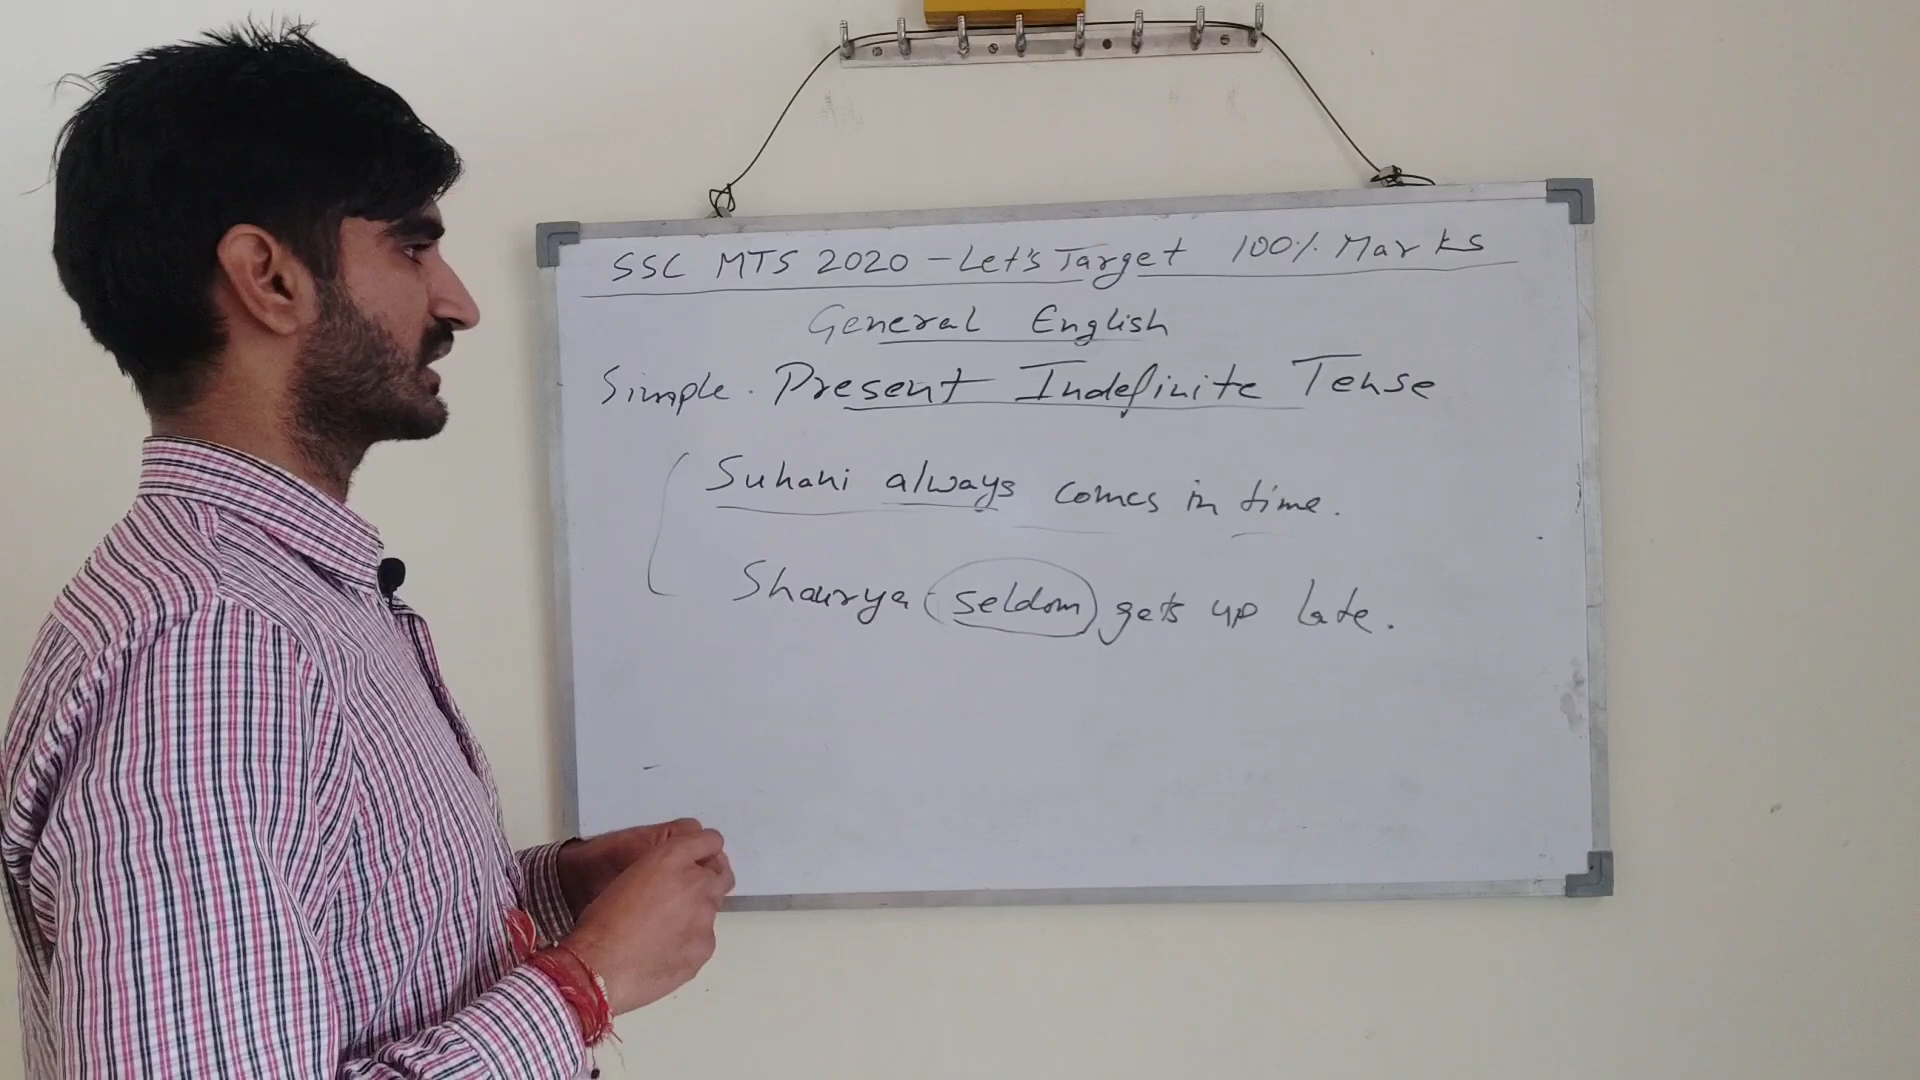 SSC MTS 2020 - Let's Target 100% Marks
General English
Simple. Present Indefinite Tense
Suhani always comes in time.
Shaurya seldom gets up late.